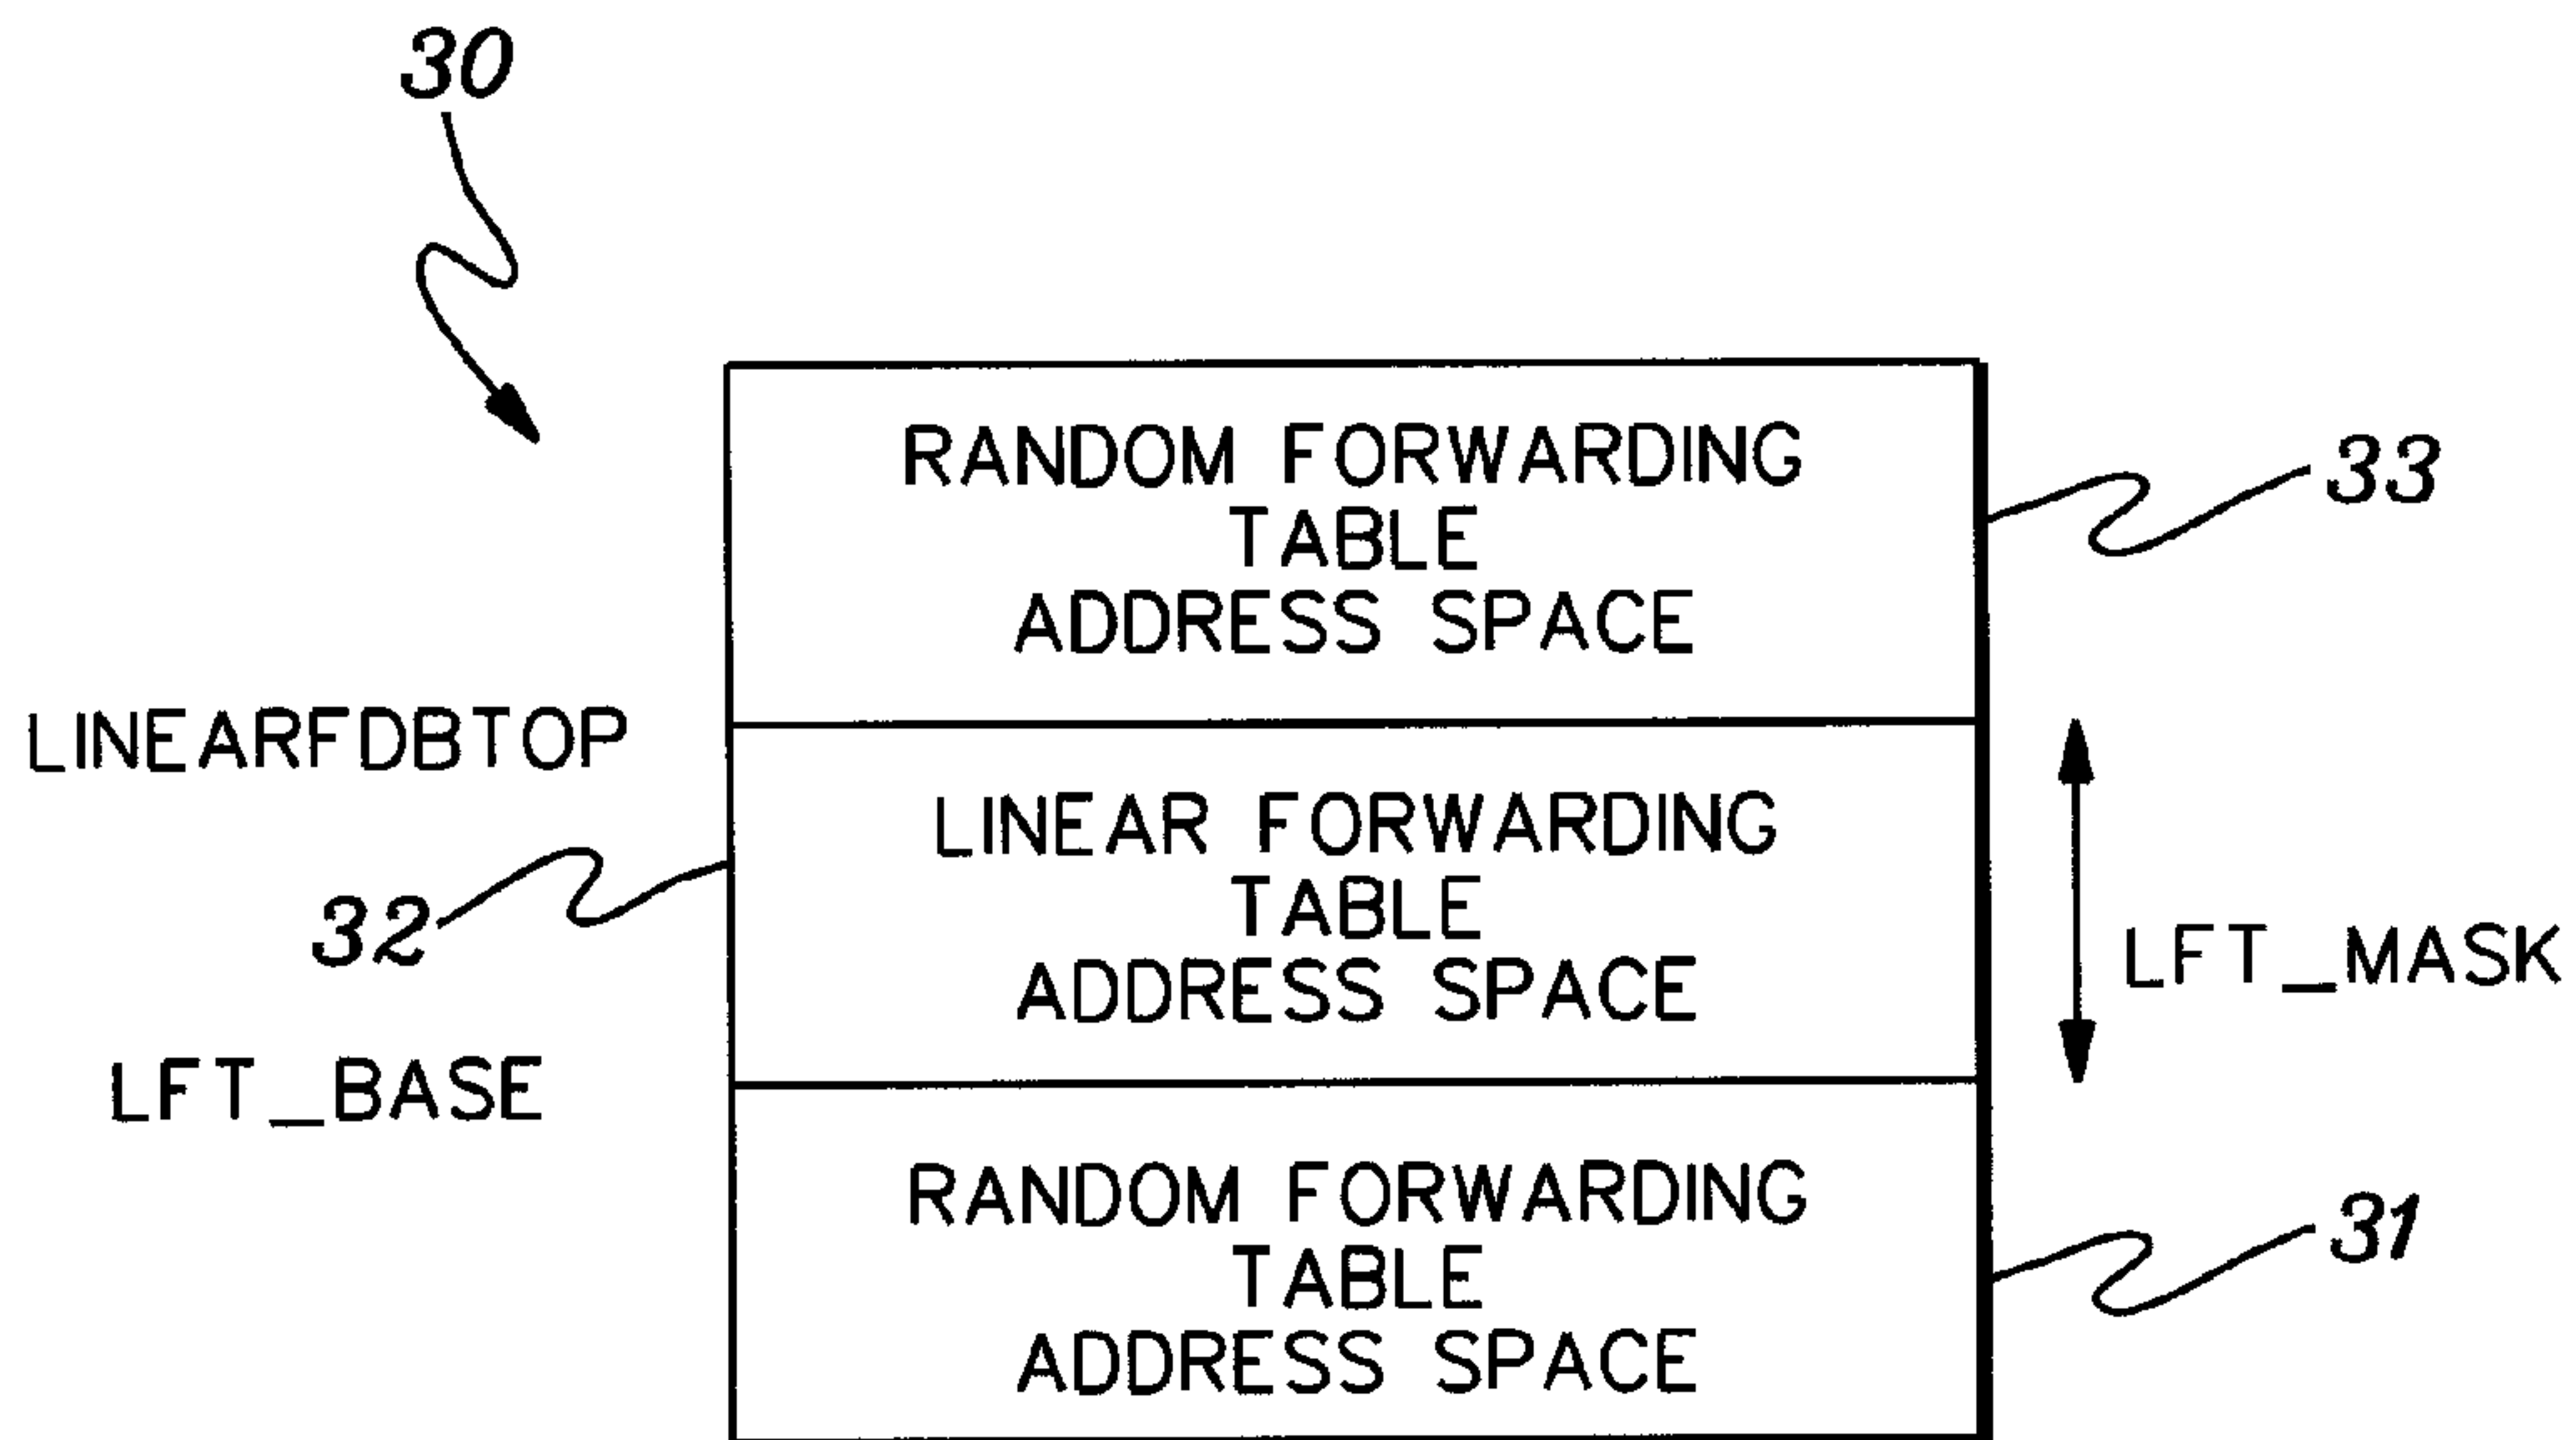 30
RANDOM FORWARDING
TABLE
ADDRESS SPACE
33
LINEARFDBTOP
LINEAR FORWARDING
TABLE
ADDRESS SPACE
32
LFT_MASK
LFT_BASE
RANDOM FORWARDING
TABLE
ADDRESS SPACE
31